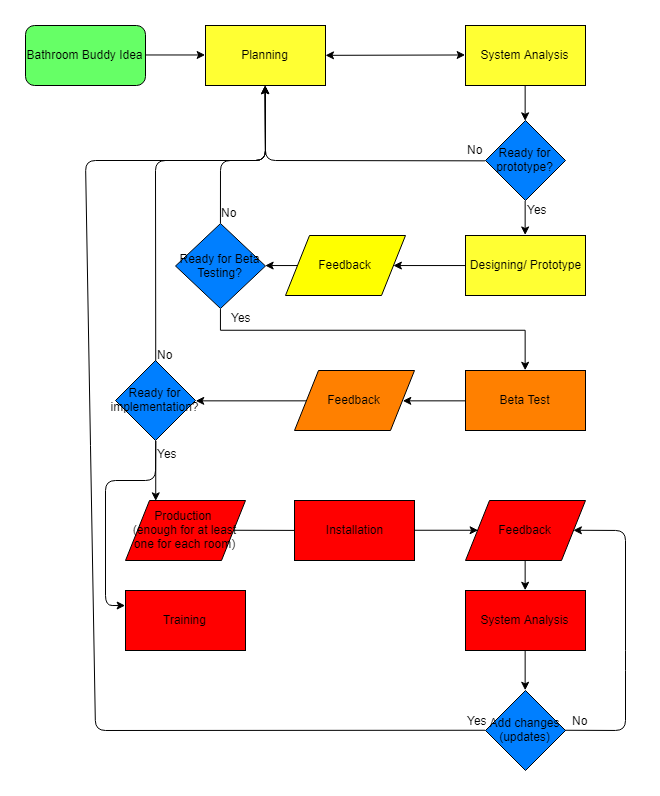 Bathroom Buddy Idea
Planning
System Analysis
No
Ready for
prototype?
Yes
No
Ready for Beta
Testing?
Feedback
Designing/ Prototype
Yes
No
Ready for
implementation?
Feedback
Beta Test
Yes
Production
(enough for at least
one for each room)
Installation
Feedback
Training
System Analysis
Yes
Add changes
(updates)
No